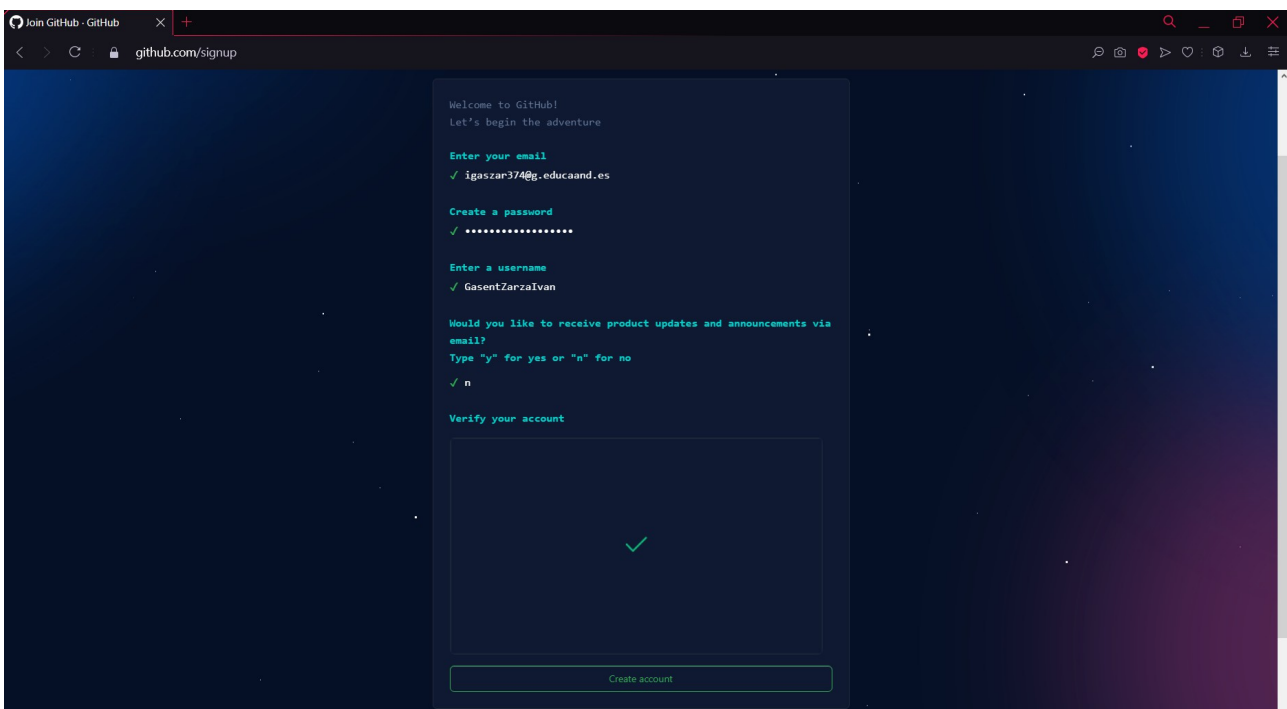 Join GitHub · GitHub
github.com/signup
Welcome to GitHub!
Let's begin the adventure
Enter your email
✓ igaszar374@g.educaand.es
Create a password
✓ ••••••••••••••••••
Enter a username
✓ GasentZarzaIvan
Would you like to receive product updates and announcements via
email?
Type "y" for yes or "n" for no
✓ n
Verify your account
Create account